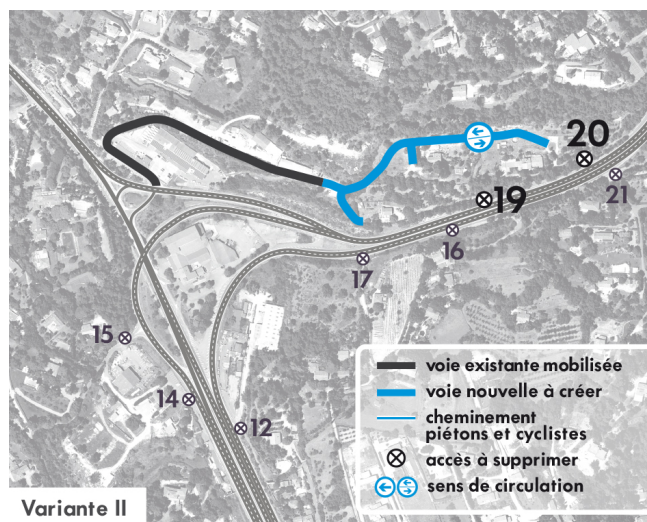 20
21
19
16
17
15
14
12
voie existante mobilisée
voie nouvelle à créer
cheminement
piétons et cyclistes
accès à supprimer
sens de circulation
Variante II